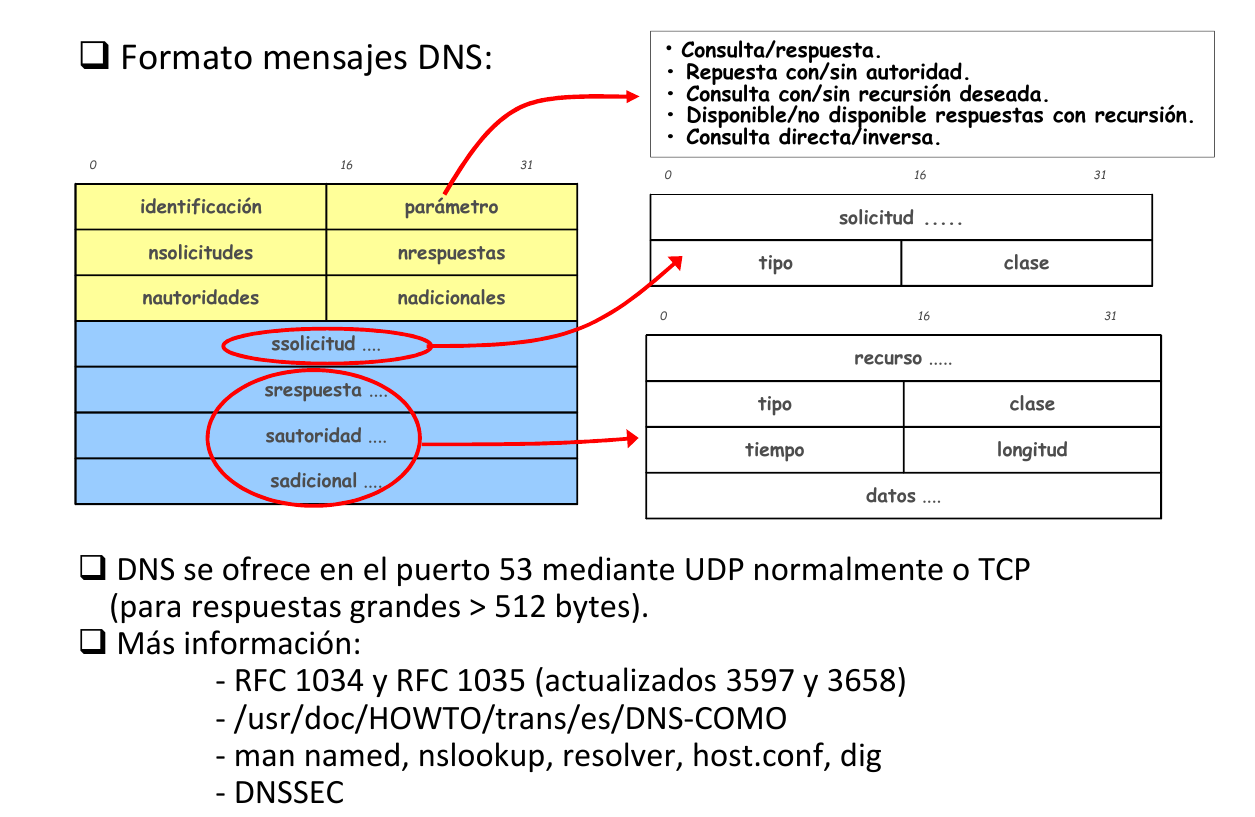 ❑ Formato mensajes DNS:
• Consulta/respuesta.
• Repuesta con/sin autoridad.
• Consulta con/sin recursión deseada.
• Disponible/no disponible respuestas con recursión.
• Consulta directa/inversa.
0 16 31
identificación parámetro
nsolicitudes nrespuestas
nautoridades nadicionales
ssolicitud ....
srespuesta ....
sautoridad ....
sadicional ....
0 16 31
solicitud .....
tipo clase
0 16 31
recurso .....
tipo clase
tiempo longitud
datos ....
❑ DNS se ofrece en el puerto 53 mediante UDP normalmente o TCP
(para respuestas grandes > 512 bytes).
❑ Más información:
- RFC 1034 y RFC 1035 (actualizados 3597 y 3658)
- /usr/doc/HOWTO/trans/es/DNS-COMO
- man named, nslookup, resolver, host.conf, dig
- DNSSEC